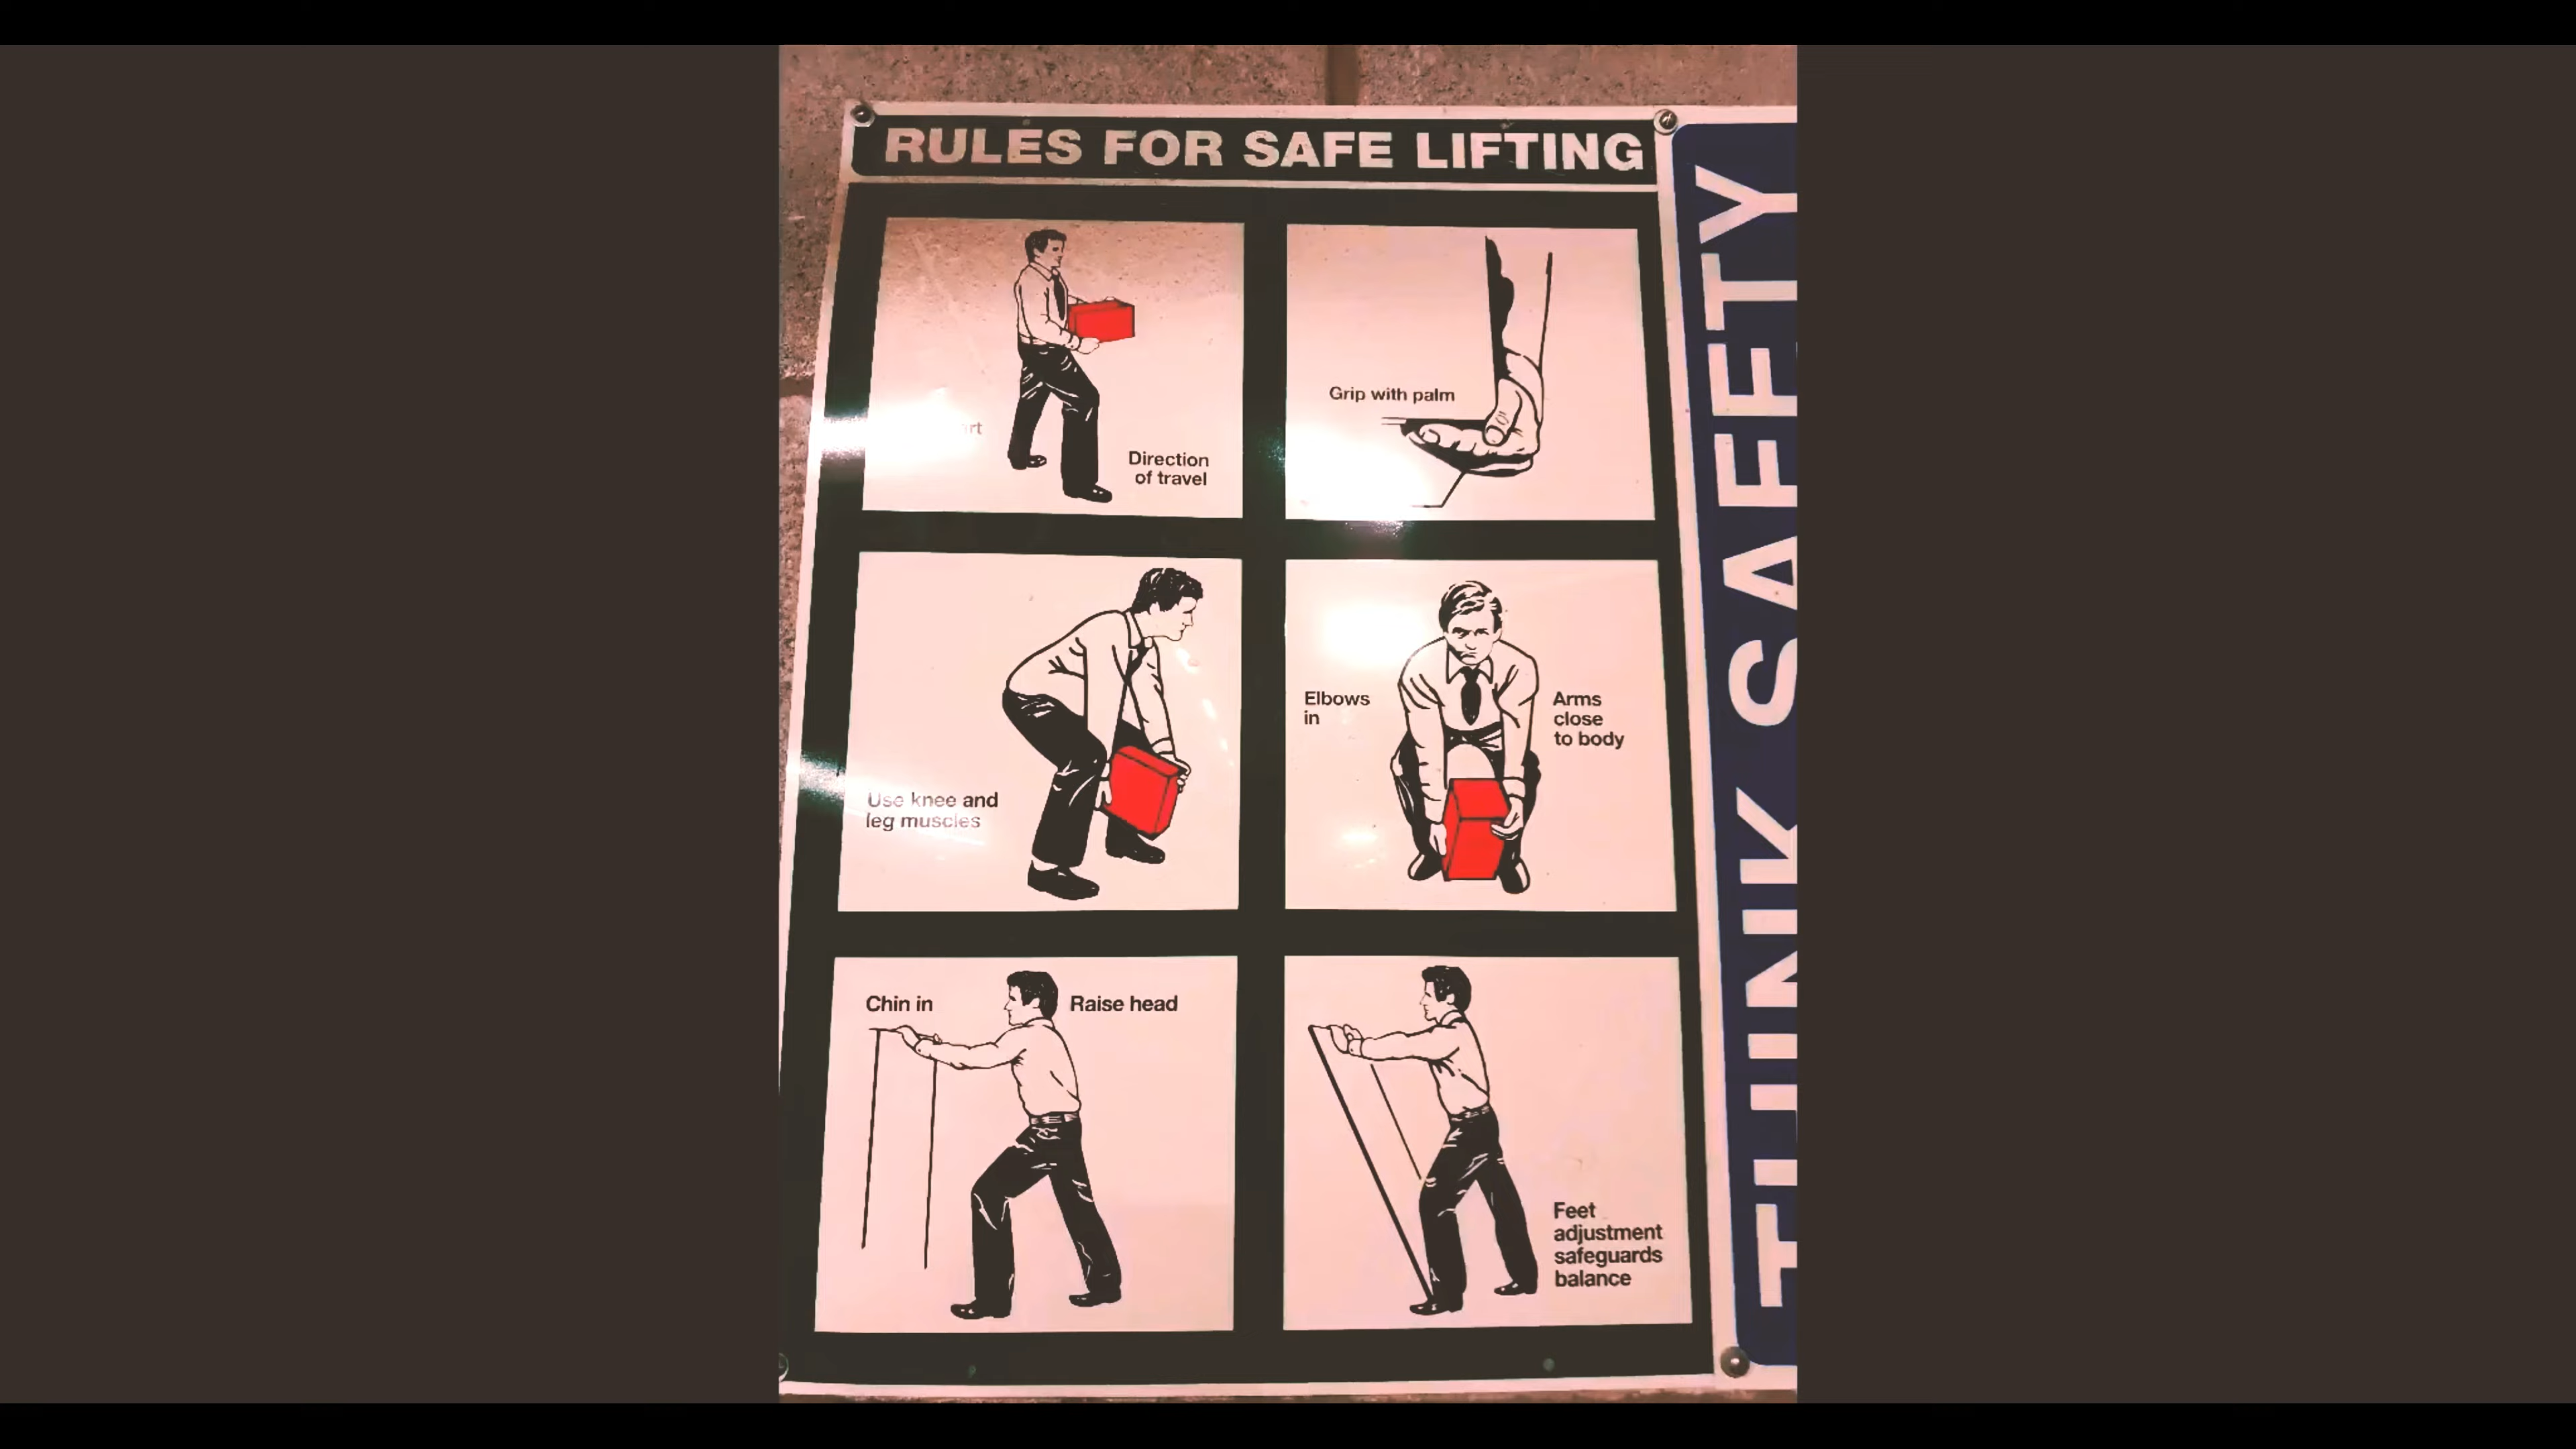 RULES FOR SAFE LIFTING
Direction
of travel
Grip with palm
Use knee and
leg muscles
Elbows
in
Arms
close
to body
Chin in
Raise head
Feet
adjustment
safeguards
balance
THINK SAFETY